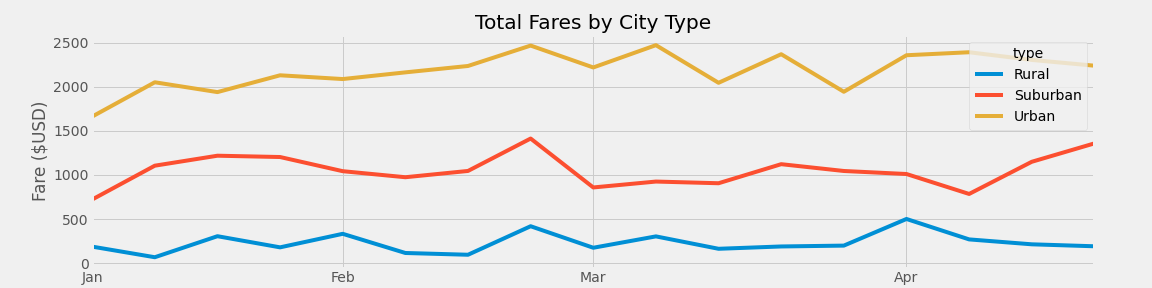 Total Fares by City Type
Fare ($USD)
2500
2000
1500
1000
500
0
Jan
Feb
Mar
Apr
type
Rural
Suburban
Urban